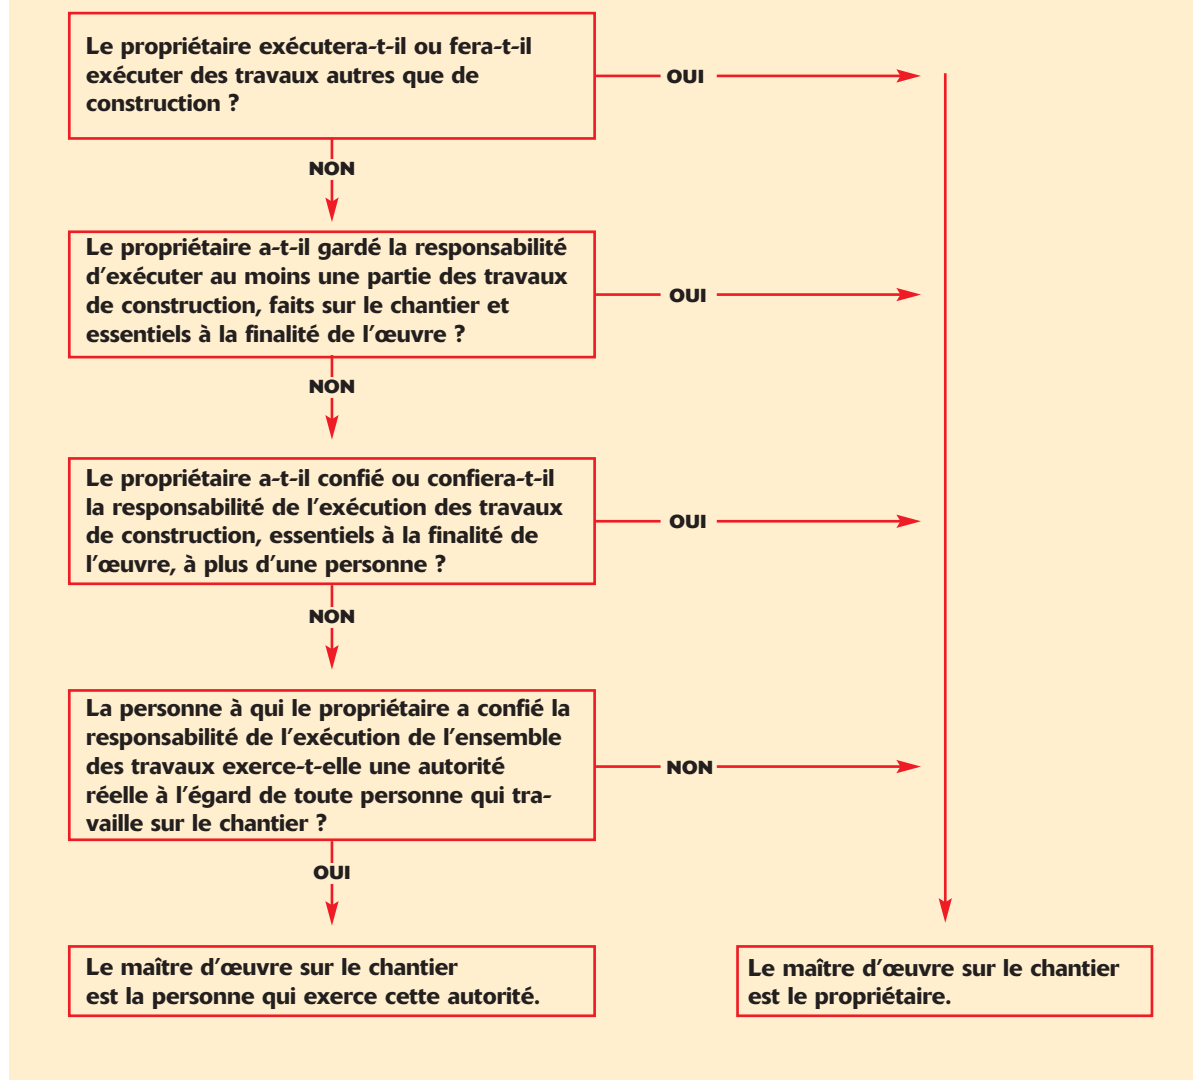 Le propriétaire exécutera-t-il ou fera-t-il
exécuter des travaux autres que de
construction ?
OUI
NON
Le propriétaire a-t-il gardé la responsabilité
d’exécuter au moins une partie des travaux
de construction, faits sur le chantier et
essentiels à la finalité de l’œuvre ?
OUI
NON
Le propriétaire a-t-il confié ou confiera-t-il
la responsabilité de l’exécution des travaux
de construction, essentiels à la finalité de
l’œuvre, à plus d’une personne ?
OUI
NON
La personne à qui le propriétaire a confié la
responsabilité de l’exécution de l’ensemble
des travaux exerce-t-elle une autorité
réelle à l’égard de toute personne qui tra-
vaille sur le chantier ?
NON
OUI
Le maître d’œuvre sur le chantier
est la personne qui exerce cette autorité.
Le maître d’œuvre sur le chantier
est le propriétaire.